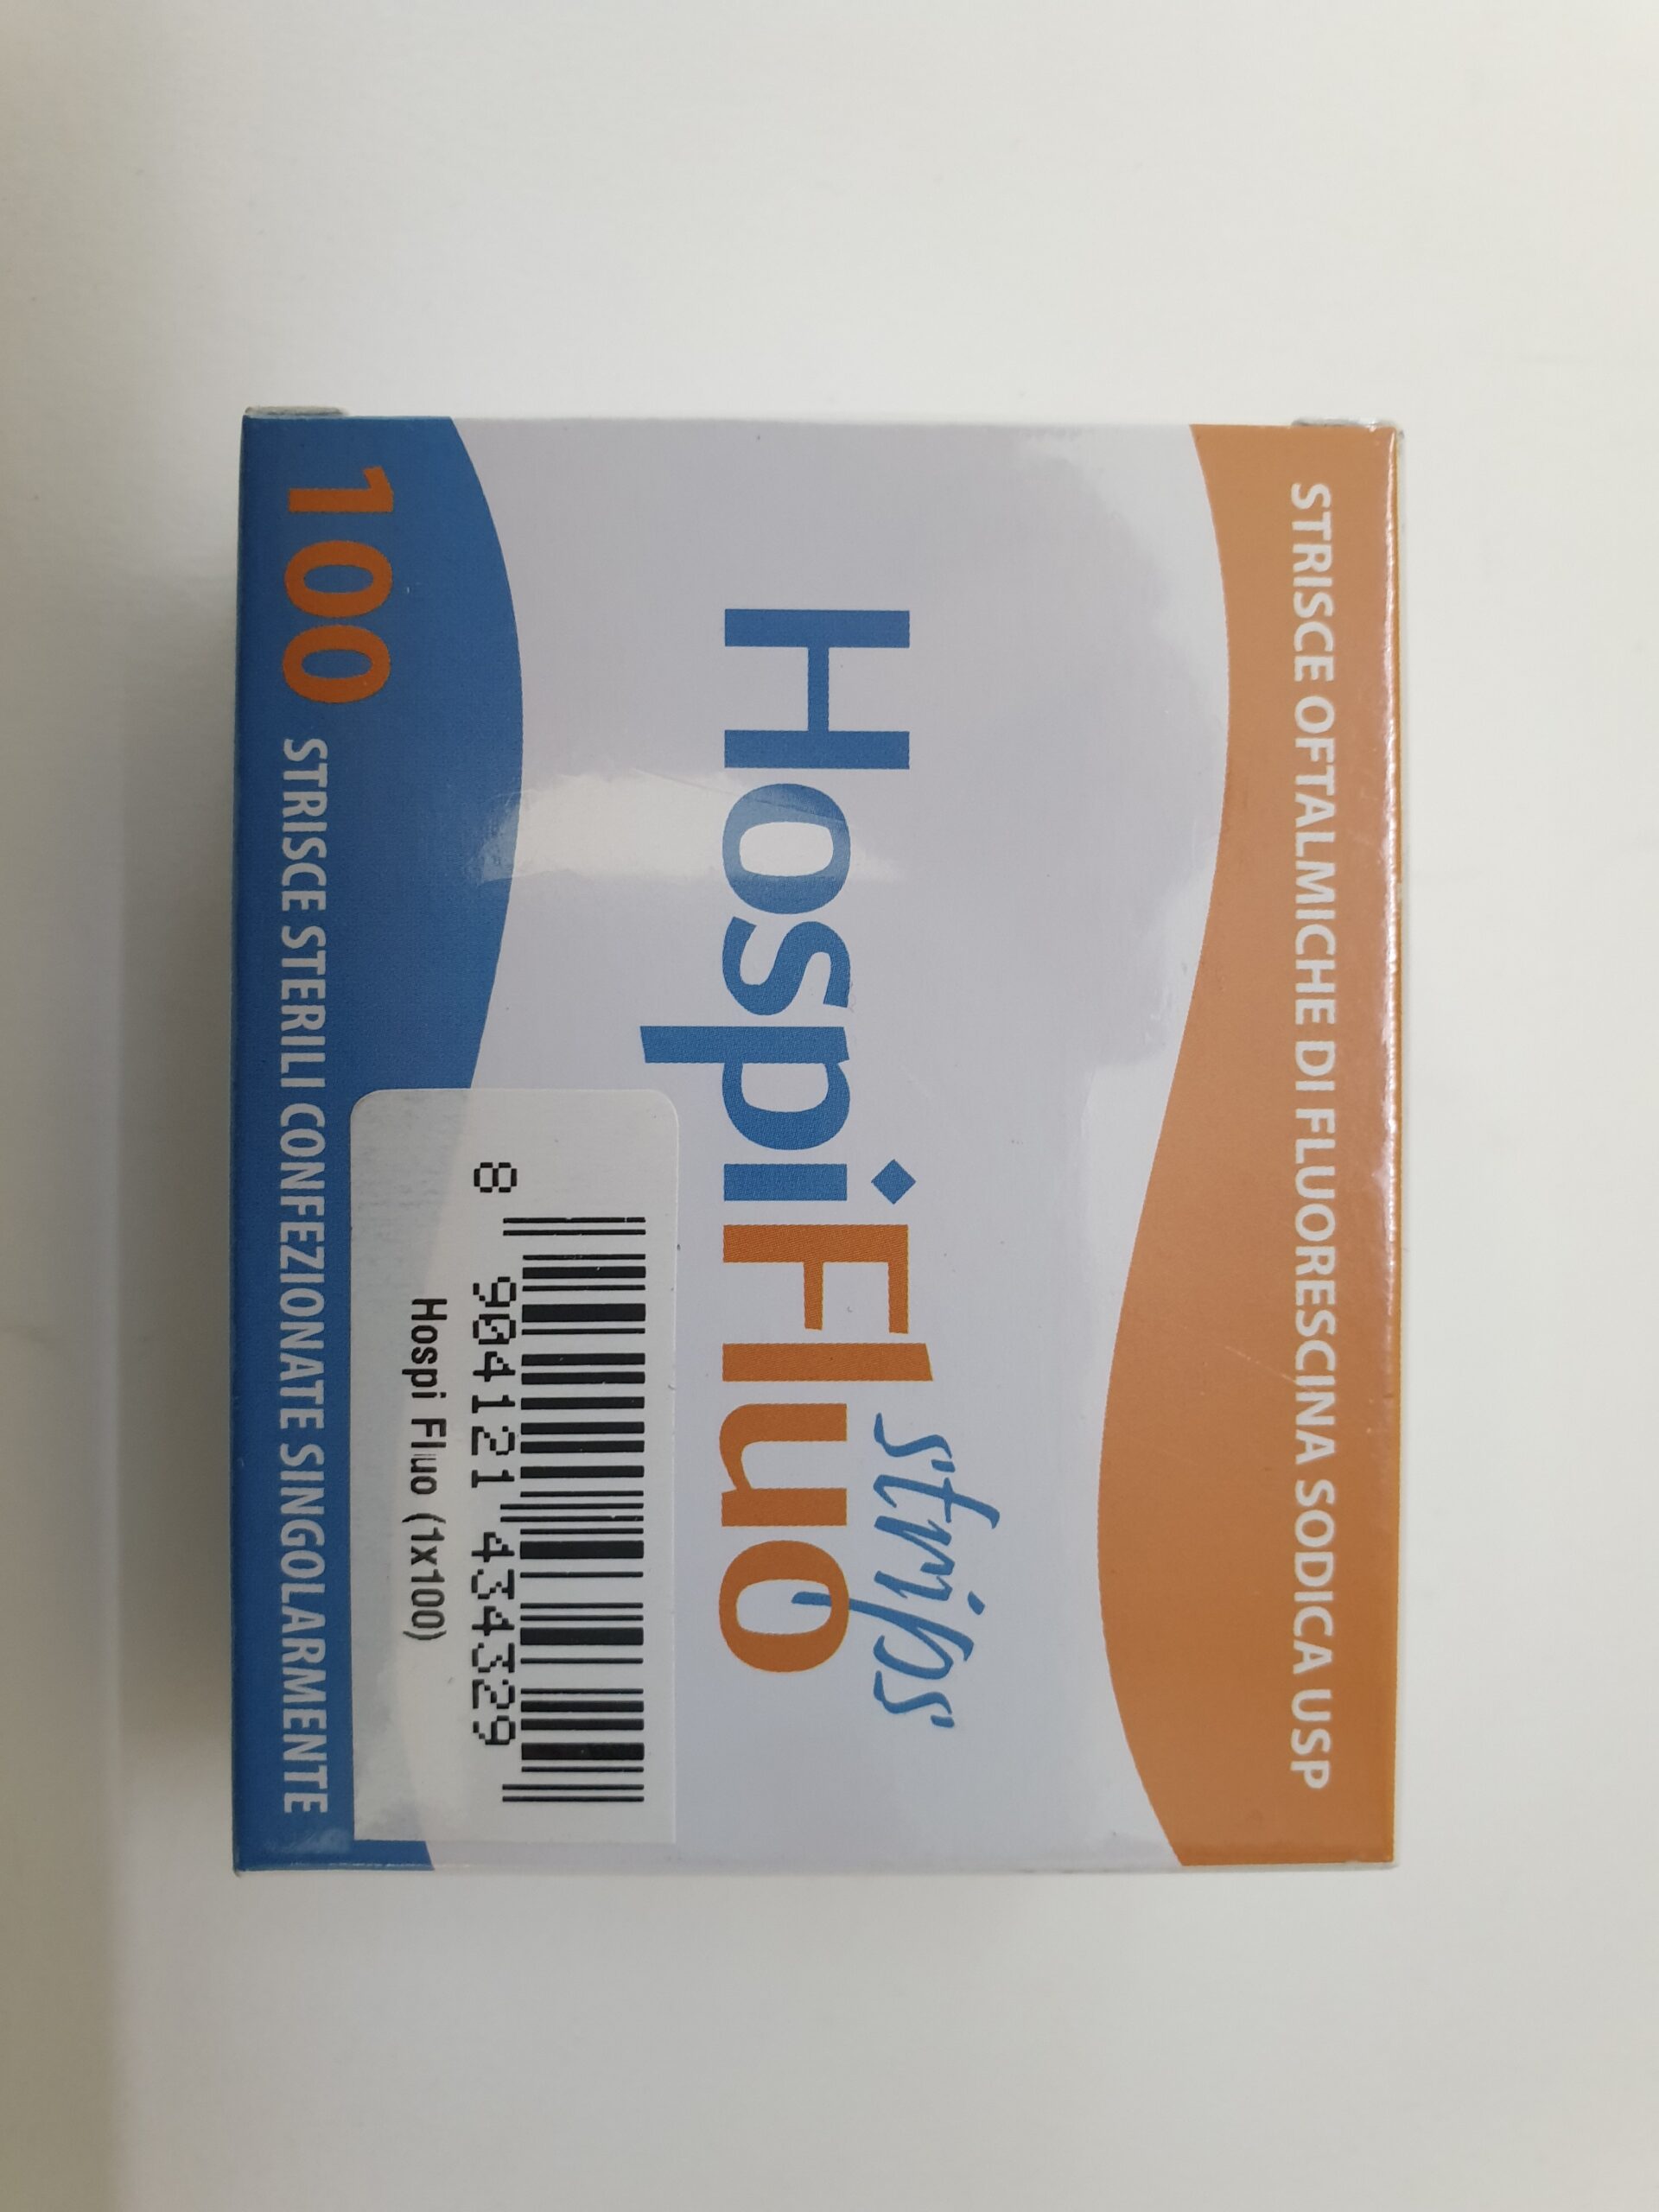 STRISCE OFTALMICHE DI FLUORESCINA SODICA USP
strips
HospiFluo
8 904121 434329
Hospi Fluo (1x100)
100 STRISCE STERILI CONFEZIONATE SINGOLARMENTE